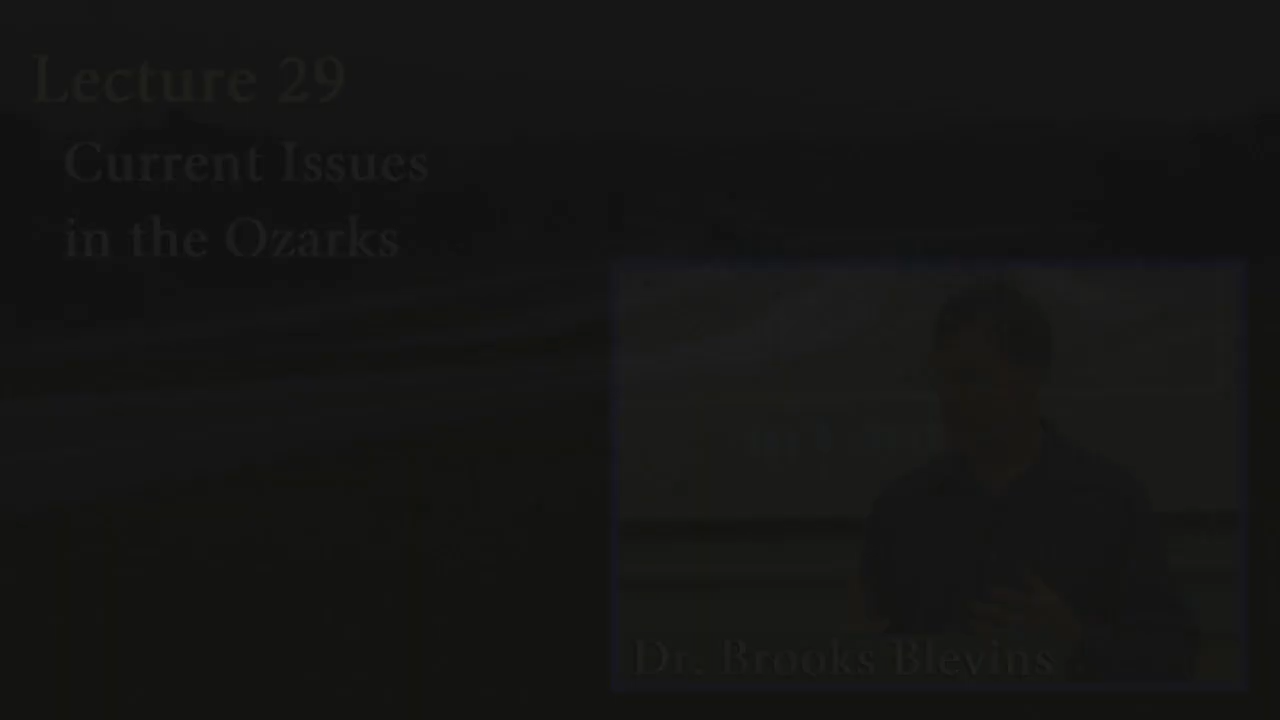 Lecture 29
Current Issues
in the Ozarks
Dr. Brooks Blevins